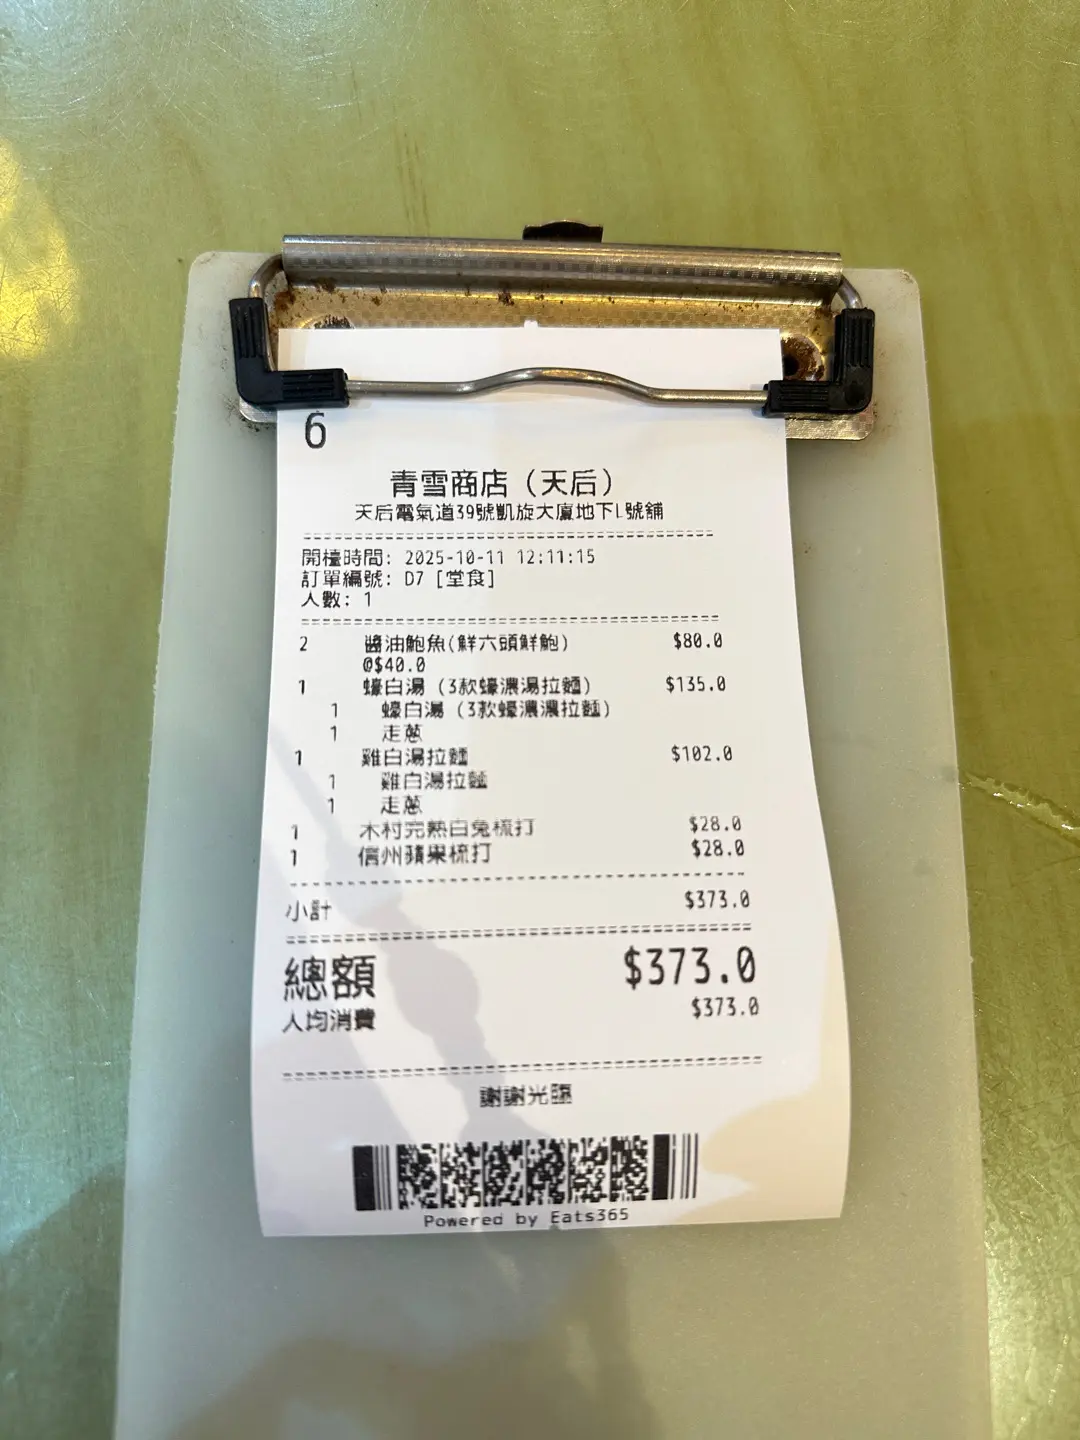 6
青雪商店（天后）
天后電氣道39號凱旋大廈地下L號舖
開檯時間: 2025-10-11 12:11:15
訂單編號: D7 [堂食]
人數: 1
2 醬油鮑魚(鮮六頭鮮鮑) $80.0
@$40.0
1 蠔白湯 (3款蠔濃湯拉麵) $135.0
1 蠔白湯 (3款蠔濃濃拉麵)
1 走蔥
1 雞白湯拉麵 $102.0
1 雞白湯拉麵
1 走蔥
1 木村完熟白兔梳打 $28.0
1 信州蘋果梳打 $28.0
小計 $373.0
總額 $373.0
人均消費 $373.0
謝謝光臨
Powered by Eats365